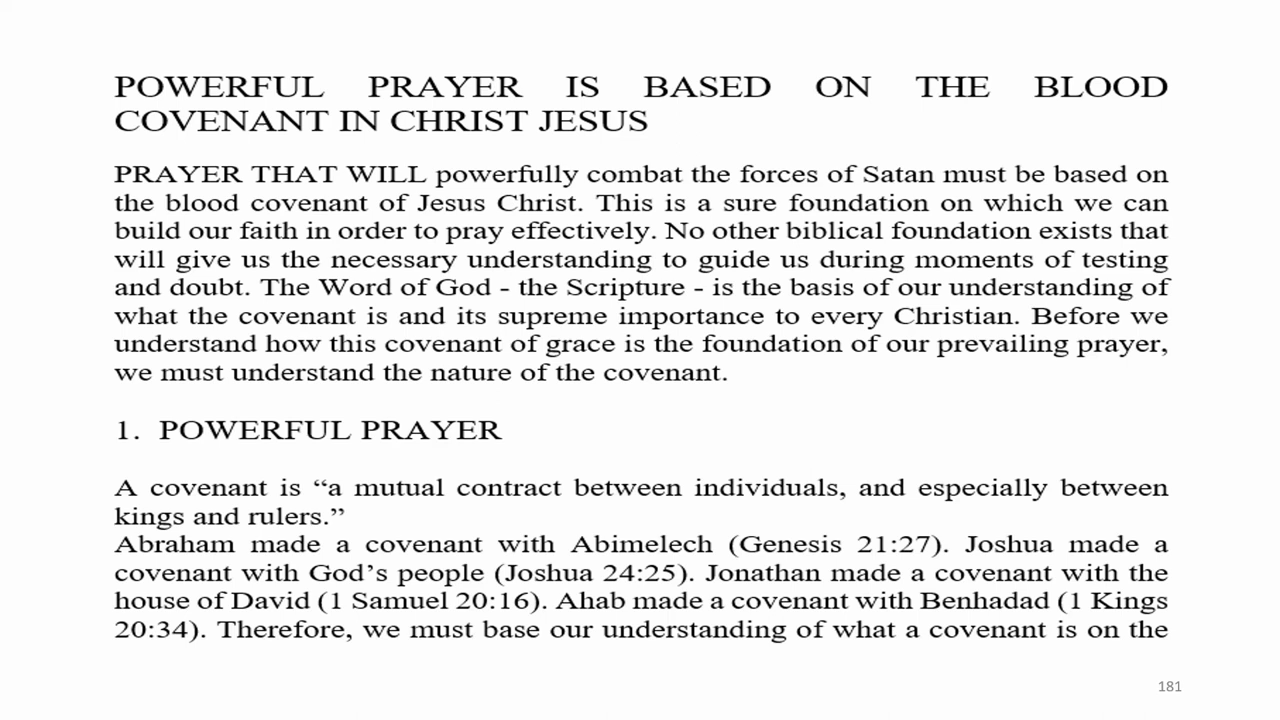 POWERFUL PRAYER IS BASED ON THE BLOOD
COVENANT IN CHRIST JESUS
PRAYER THAT WILL powerfully combat the forces of Satan must be based on
the blood covenant of Jesus Christ. This is a sure foundation on which we can
build our faith in order to pray effectively. No other biblical foundation exists that
will give us the necessary understanding to guide us during moments of testing
and doubt. The Word of God - the Scripture - is the basis of our understanding of
what the covenant is and its supreme importance to every Christian. Before we
understand how this covenant of grace is the foundation of our prevailing prayer,
we must understand the nature of the covenant.
1. POWERFUL PRAYER
A covenant is “a mutual contract between individuals, and especially between
kings and rulers.”
Abraham made a covenant with Abimelech (Genesis 21:27). Joshua made a
covenant with God’s people (Joshua 24:25). Jonathan made a covenant with the
house of David (1 Samuel 20:16). Ahab made a covenant with Benhadad (1 Kings
20:34). Therefore, we must base our understanding of what a covenant is on the
181